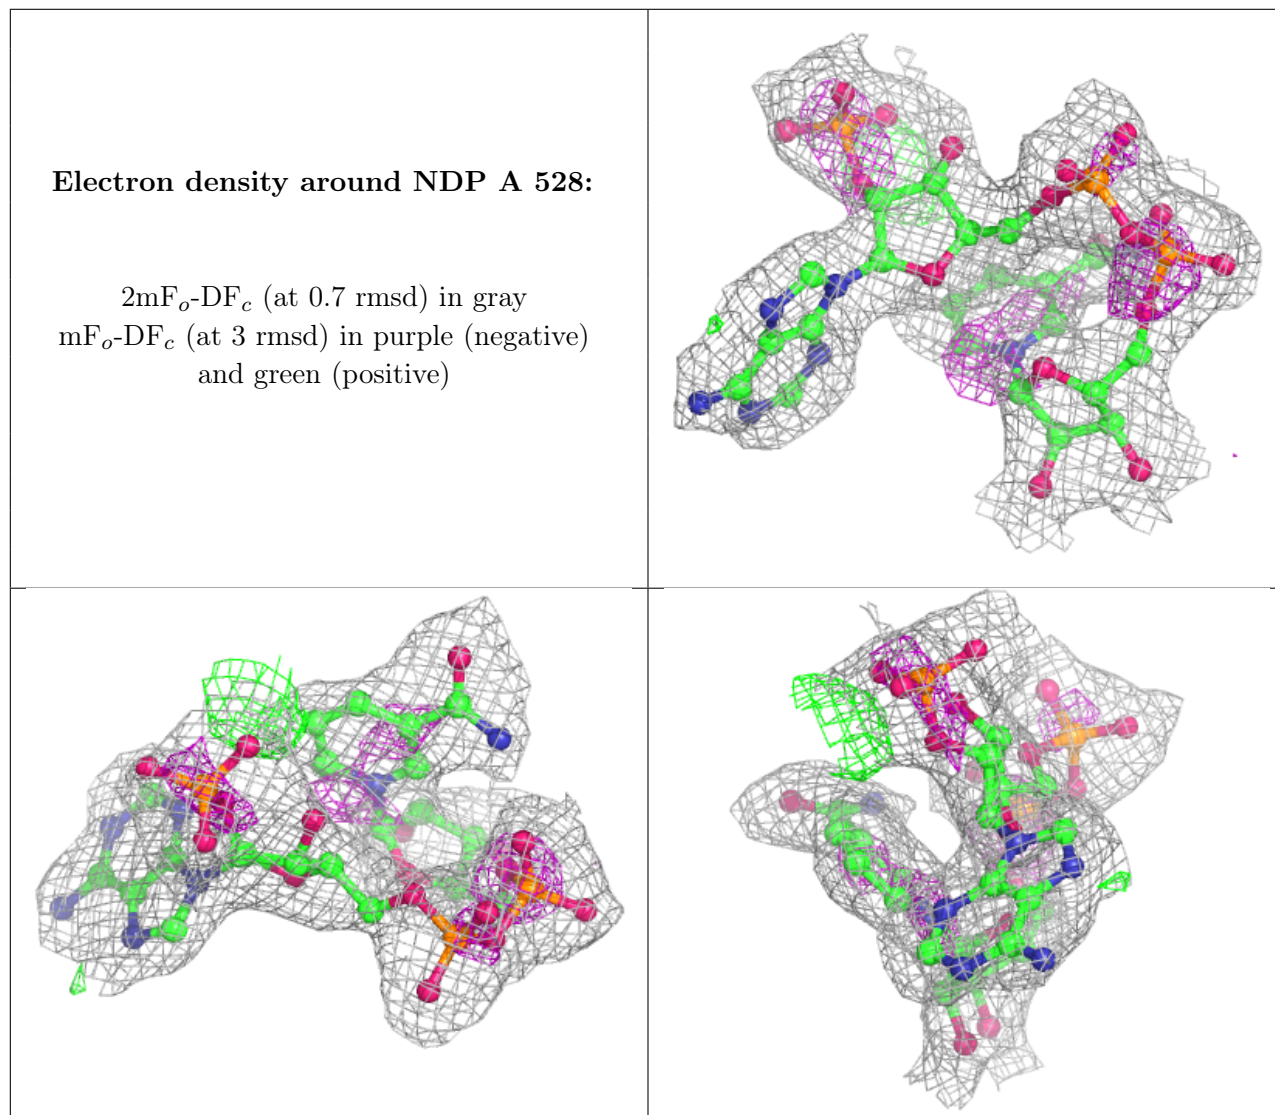 Electron density around NDP A 528:
2mFo-DFc (at 0.7 rmsd) in gray
mFo-DFc (at 3 rmsd) in purple (negative)
and green (positive)